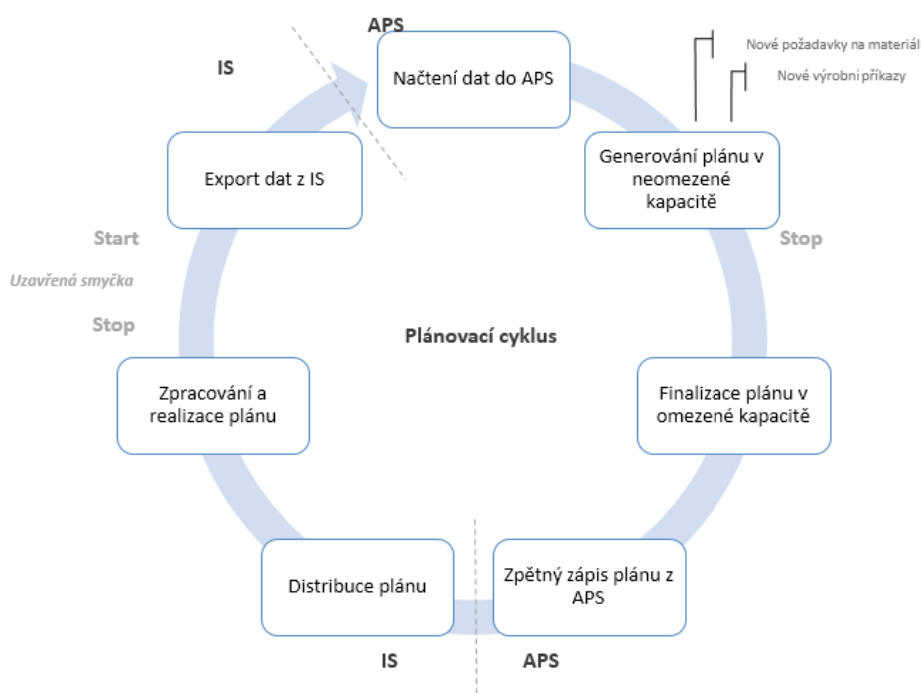 APS
IS
Načtení dat do APS
Nové požadavky na materiál
Nové výrobni příkazy
Generování plánu v
neomezené
kapacitě
Export dat z IS
Start
Stop
Uzavřená smyčka
Stop
Plánovací cyklus
Zpracování a
realizace plánu
Finalizace plánu v
omezené kapacitě
Distribuce plánu
Zpětný zápis plánu z
APS
IS
APS